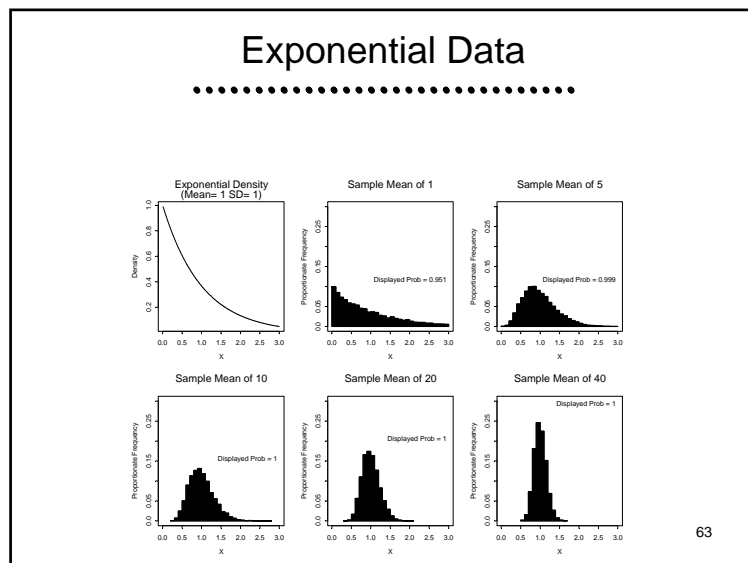 Exponential Data
Exponential Density
(Mean= 1 SD= 1)
Density
0.2 0.4 0.6 0.8 1.0
0.0 0.5 1.0 1.5 2.0 2.5 3.0
X
Sample Mean of 1
Proportionate Frequency
0.0 0.05 0.15 0.25
Displayed Prob = 0.951
0.0 0.5 1.0 1.5 2.0 2.5 3.0
X
Sample Mean of 5
Proportionate Frequency
0.0 0.05 0.15 0.25
Displayed Prob = 0.999
0.0 0.5 1.0 1.5 2.0 2.5 3.0
X
Sample Mean of 10
Proportionate Frequency
0.0 0.05 0.15 0.25
Displayed Prob = 1
0.0 0.5 1.0 1.5 2.0 2.5 3.0
X
Sample Mean of 20
Proportionate Frequency
0.0 0.05 0.15 0.25
Displayed Prob = 1
0.0 0.5 1.0 1.5 2.0 2.5 3.0
X
Sample Mean of 40
Proportionate Frequency
0.0 0.05 0.15 0.25
Displayed Prob = 1
0.0 0.5 1.0 1.5 2.0 2.5 3.0
X
63